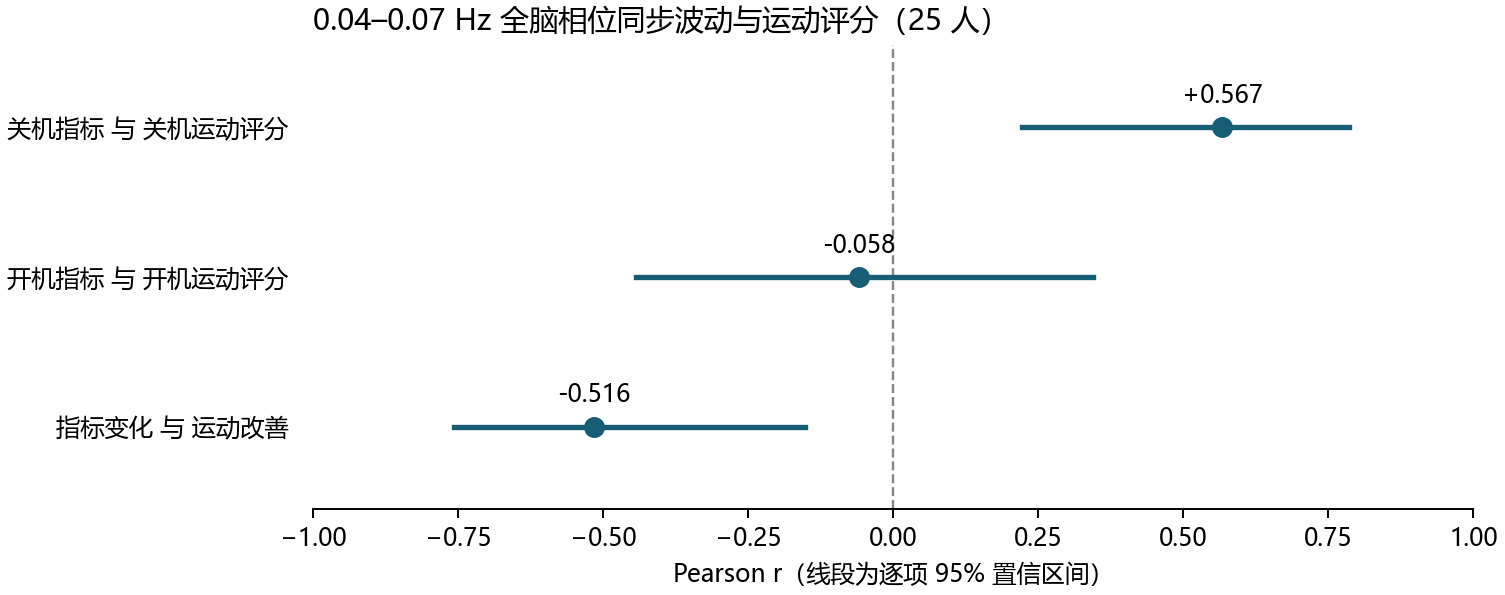 0.04–0.07 Hz 全脑相位同步波动与运动评分（25 人）
关机指标 与 关机运动评分
+0.567
开机指标 与 开机运动评分
-0.058
指标变化 与 运动改善
-0.516
−1.00 −0.75 −0.50 −0.25 0.00 0.25 0.50 0.75 1.00
Pearson r（线段为逐项 95% 置信区间）